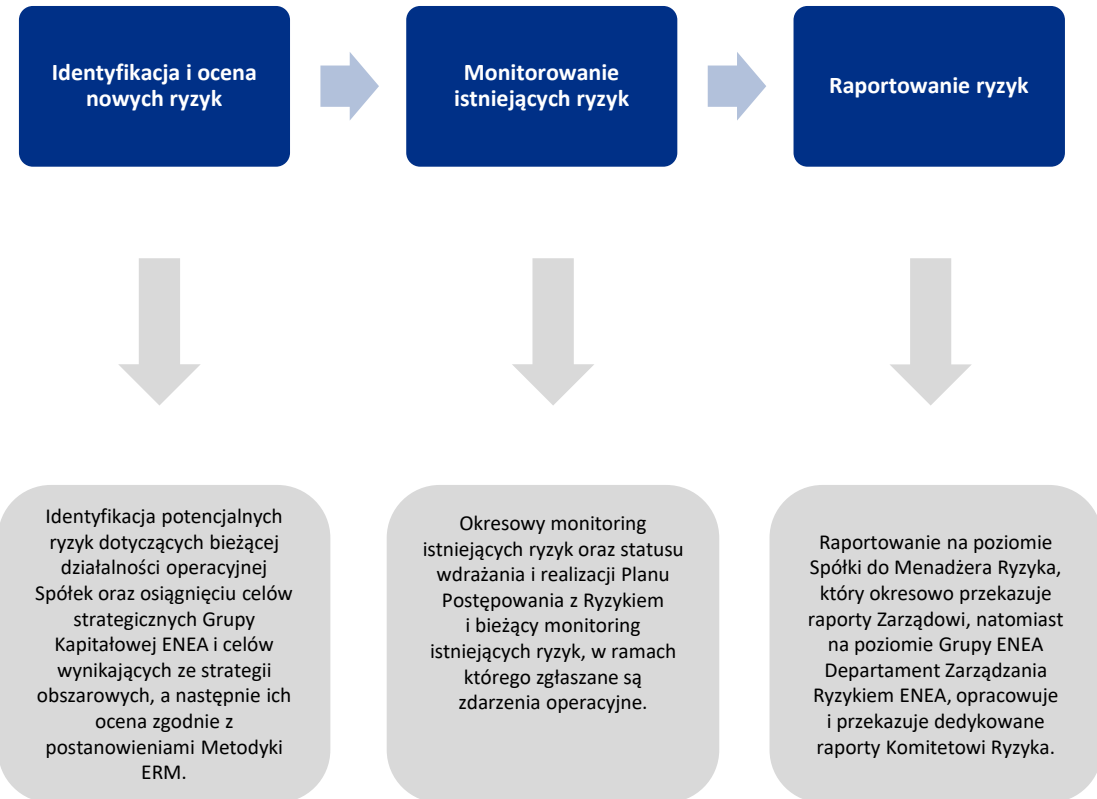 Identyfikacja i ocena
nowych ryzyk
Monitorowanie
istniejących ryzyk
Raportowanie ryzyk
Identyfikacja potencjalnych
ryzyk dotyczących bieżącej
działalności operacyjnej
Spółek oraz osiągnięciu celów
strategicznych Grupy
Kapitałowej ENEA i celów
wynikających ze strategii
obszarowych, a następnie ich
ocena zgodnie z
postanowieniami Metodyki
ERM.
Okresowy monitoring
istniejących ryzyk oraz statusu
wdrażania i realizacji Planu
Postępowania z Ryzykiem
i bieżący monitoring
istniejących ryzyk, w ramach
którego zgłaszane są
zdarzenia operacyjne.
Raportowanie na poziomie
Spółki do Menadżera Ryzyka,
który okresowo przekazuje
raporty Zarządowi, natomiast
na poziomie Grupy ENEA
Departament Zarządzania
Ryzykiem ENEA, opracowuje
i przekazuje dedykowane
raporty Komitetowi Ryzyka.